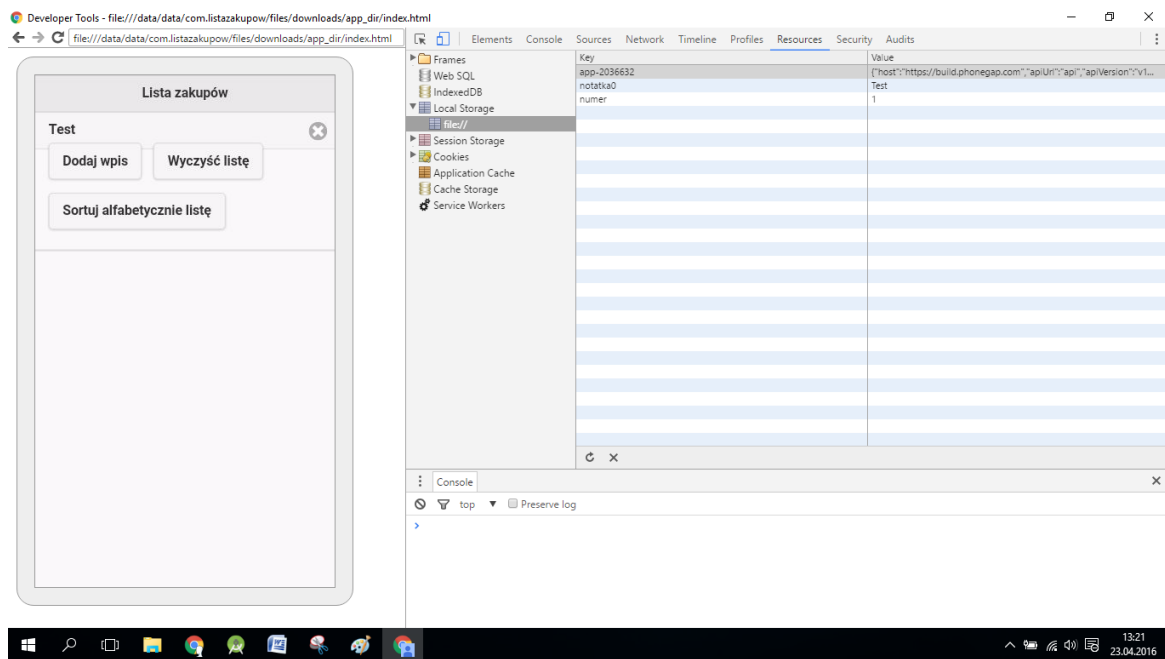 Developer Tools - file:///data/data/com.listazakupow/files/downloads/app_dir/index.html
file:///data/data/com.listazakupow/files/downloads/app_dir/index.html
Elements Console Sources Network Timeline Profiles Resources Security Audits
Lista zakupów
Test
Dodaj wpis Wyczyść listę
Sortuj alfabetycznie listę
Frames
Web SQL
IndexedDB
Local Storage
file://
Session Storage
Cookies
Application Cache
Cache Storage
Service Workers
Key Value
app-2036632 {"host":"https://build.phonegap.com","apiUrl":"api","apiVersion":"v1...
notatka0 Test
numer 1
Console
top Preserve log
13:21
23.04.2016